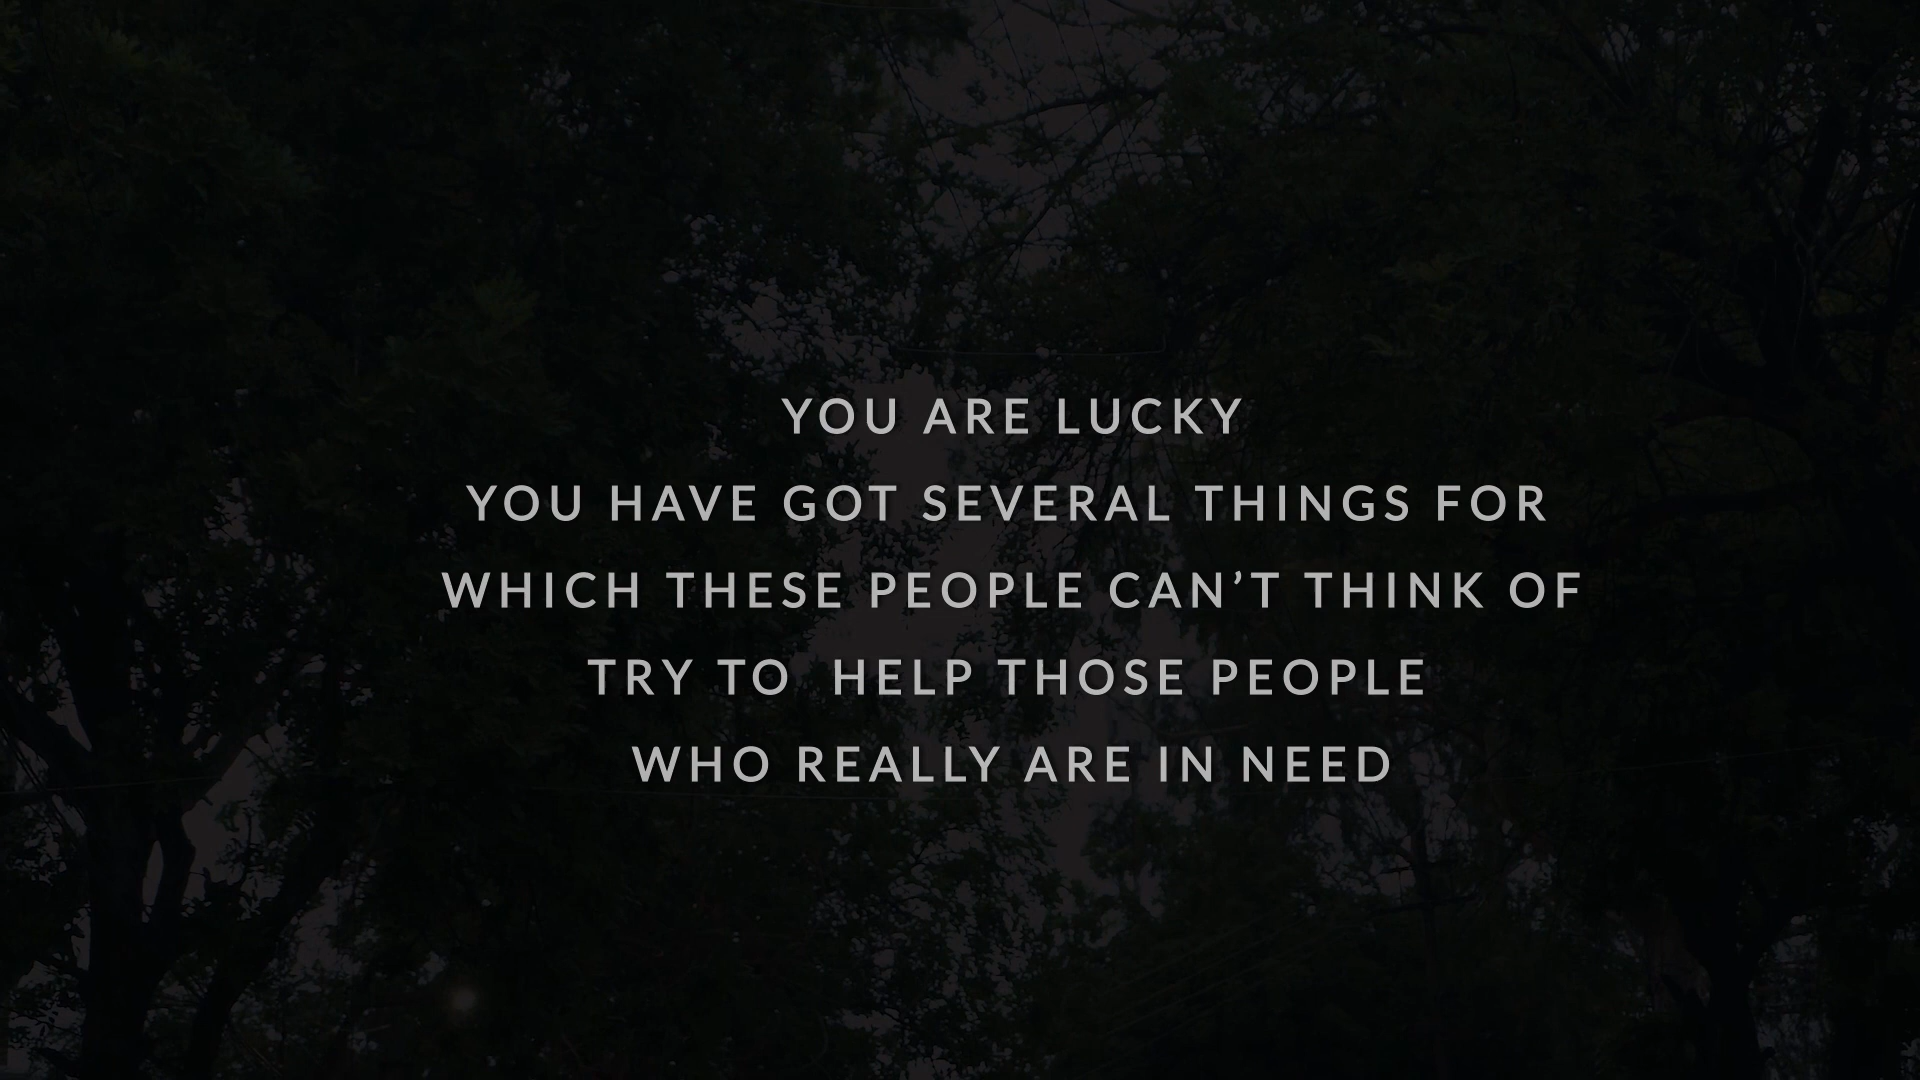 YOU ARE LUCKY
YOU HAVE GOT SEVERAL THINGS FOR
WHICH THESE PEOPLE CAN’T THINK OF
TRY TO  HELP THOSE PEOPLE
WHO REALLY ARE IN NEED